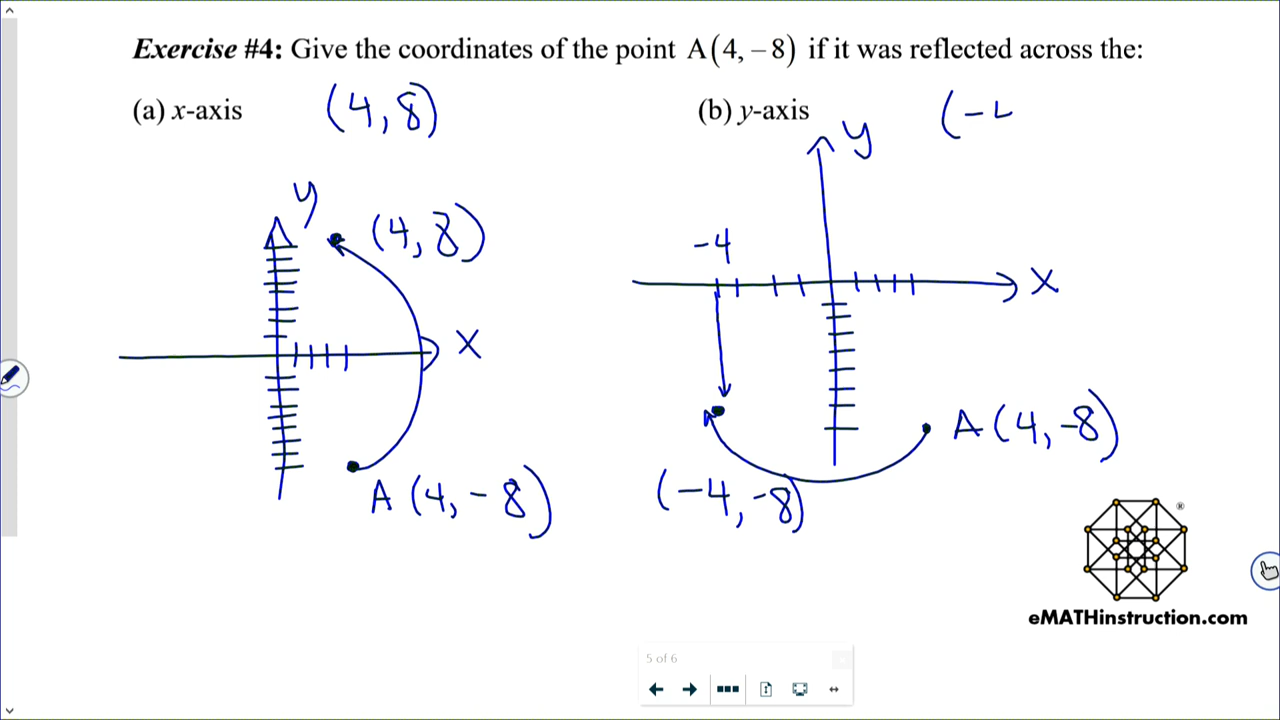 Exercise #4: Give the coordinates of the point A(4, –8) if it was reflected across the:
(a) x-axis (4, 8)
(b) y-axis (-4
y
(4, 8)
x
A (4, -8)
y
-4
x
A (4, -8)
(-4, -8)
®
eMATHinstruction.com
5 of 6